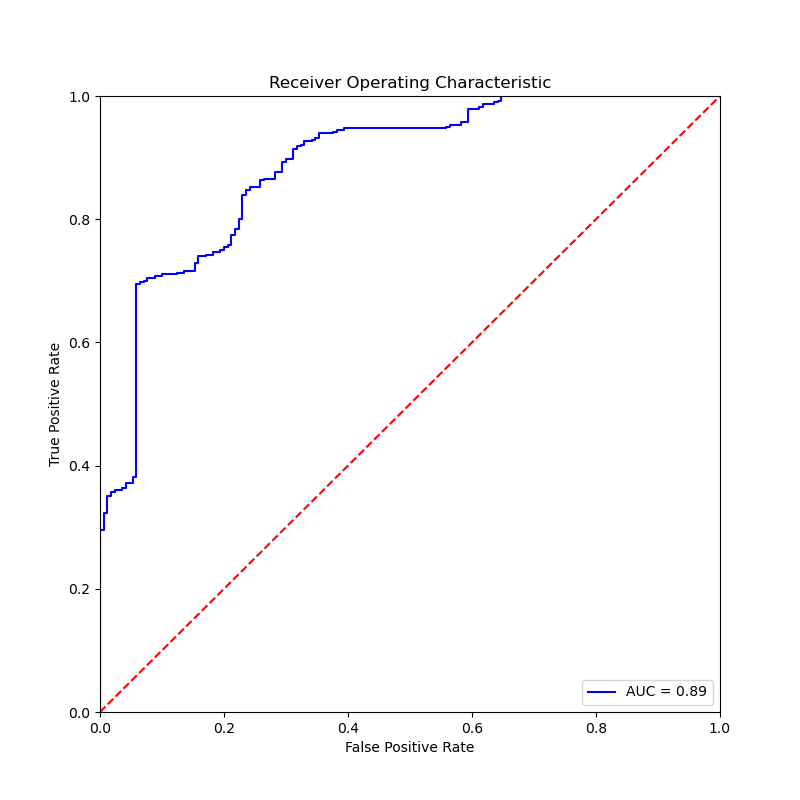 Receiver Operating Characteristic
True Positive Rate
1.0
0.8
0.6
0.4
0.2
0.0
AUC = 0.89
0.0 0.2 0.4 0.6 0.8 1.0
False Positive Rate